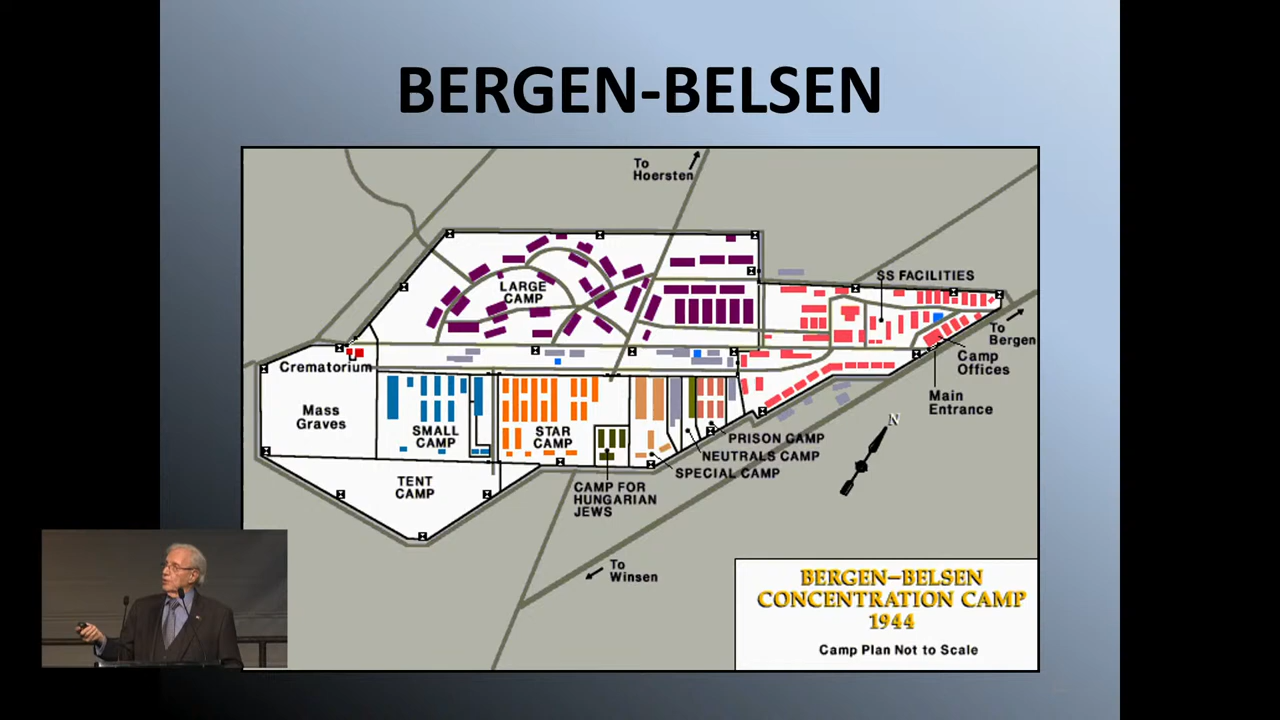 BERGEN-BELSEN
To
Hoersten
SS FACILITIES
LARGE
CAMP
To
Bergen
Camp
Offices
Crematorium
Main
Entrance
Mass
Graves
SMALL
CAMP
STAR
CAMP
N
PRISON CAMP
NEUTRALS CAMP
SPECIAL CAMP
TENT
CAMP
CAMP FOR
HUNGARIAN
JEWS
To
Winsen
BERGEN-BELSEN
CONCENTRATION CAMP
1944
Camp Plan Not to Scale